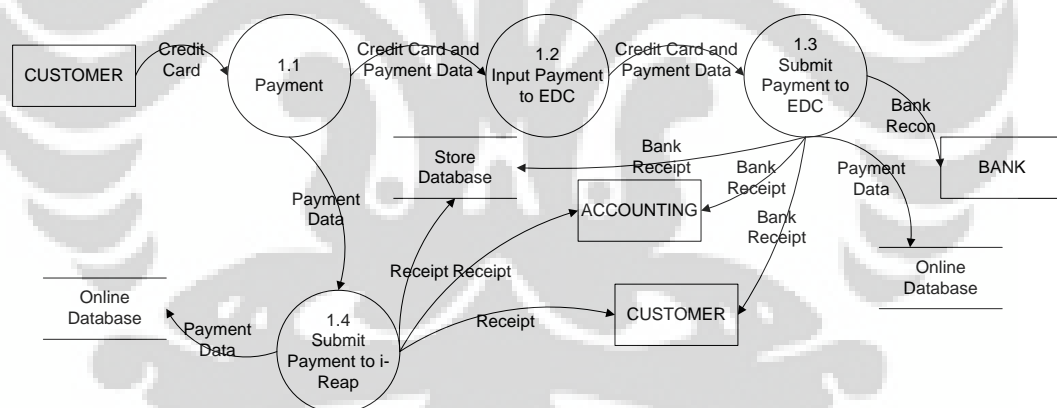 CUSTOMER
Credit
Card
1.1
Payment
Credit Card and
Payment Data
1.2
Input Payment
to EDC
Credit Card and
Payment Data
1.3
Submit
Payment to
EDC
Bank
Recon
BANK
Store
Database
Bank
Receipt
Bank
Receipt
Payment
Data
Payment
Data
ACCOUNTING
Bank
Receipt
Online
Database
Receipt
Receipt
Online
Database
1.4
Submit
Payment to i-
Reap
Receipt
CUSTOMER
Payment
Data